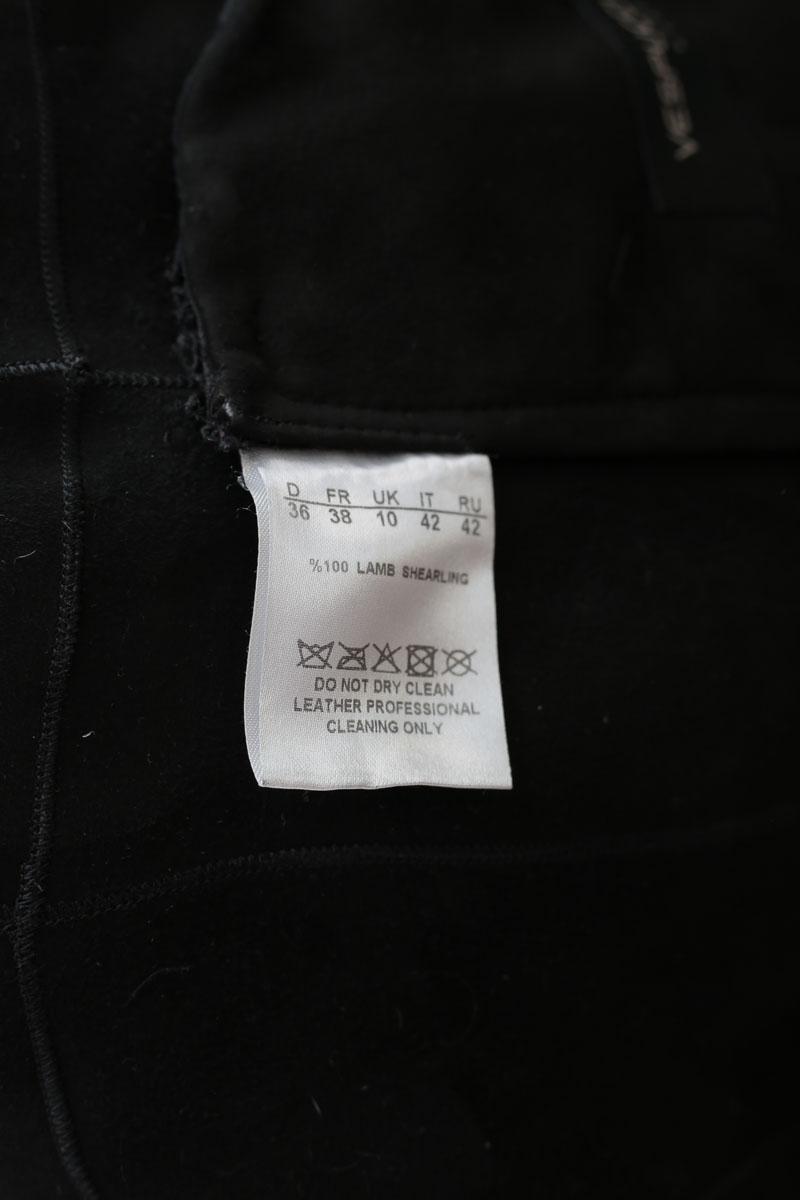 D FR UK IT RU
36 38 10 42 42
%100 LAMB SHEARLING
DO NOT DRY CLEAN
LEATHER PROFESSIONAL
CLEANING ONLY